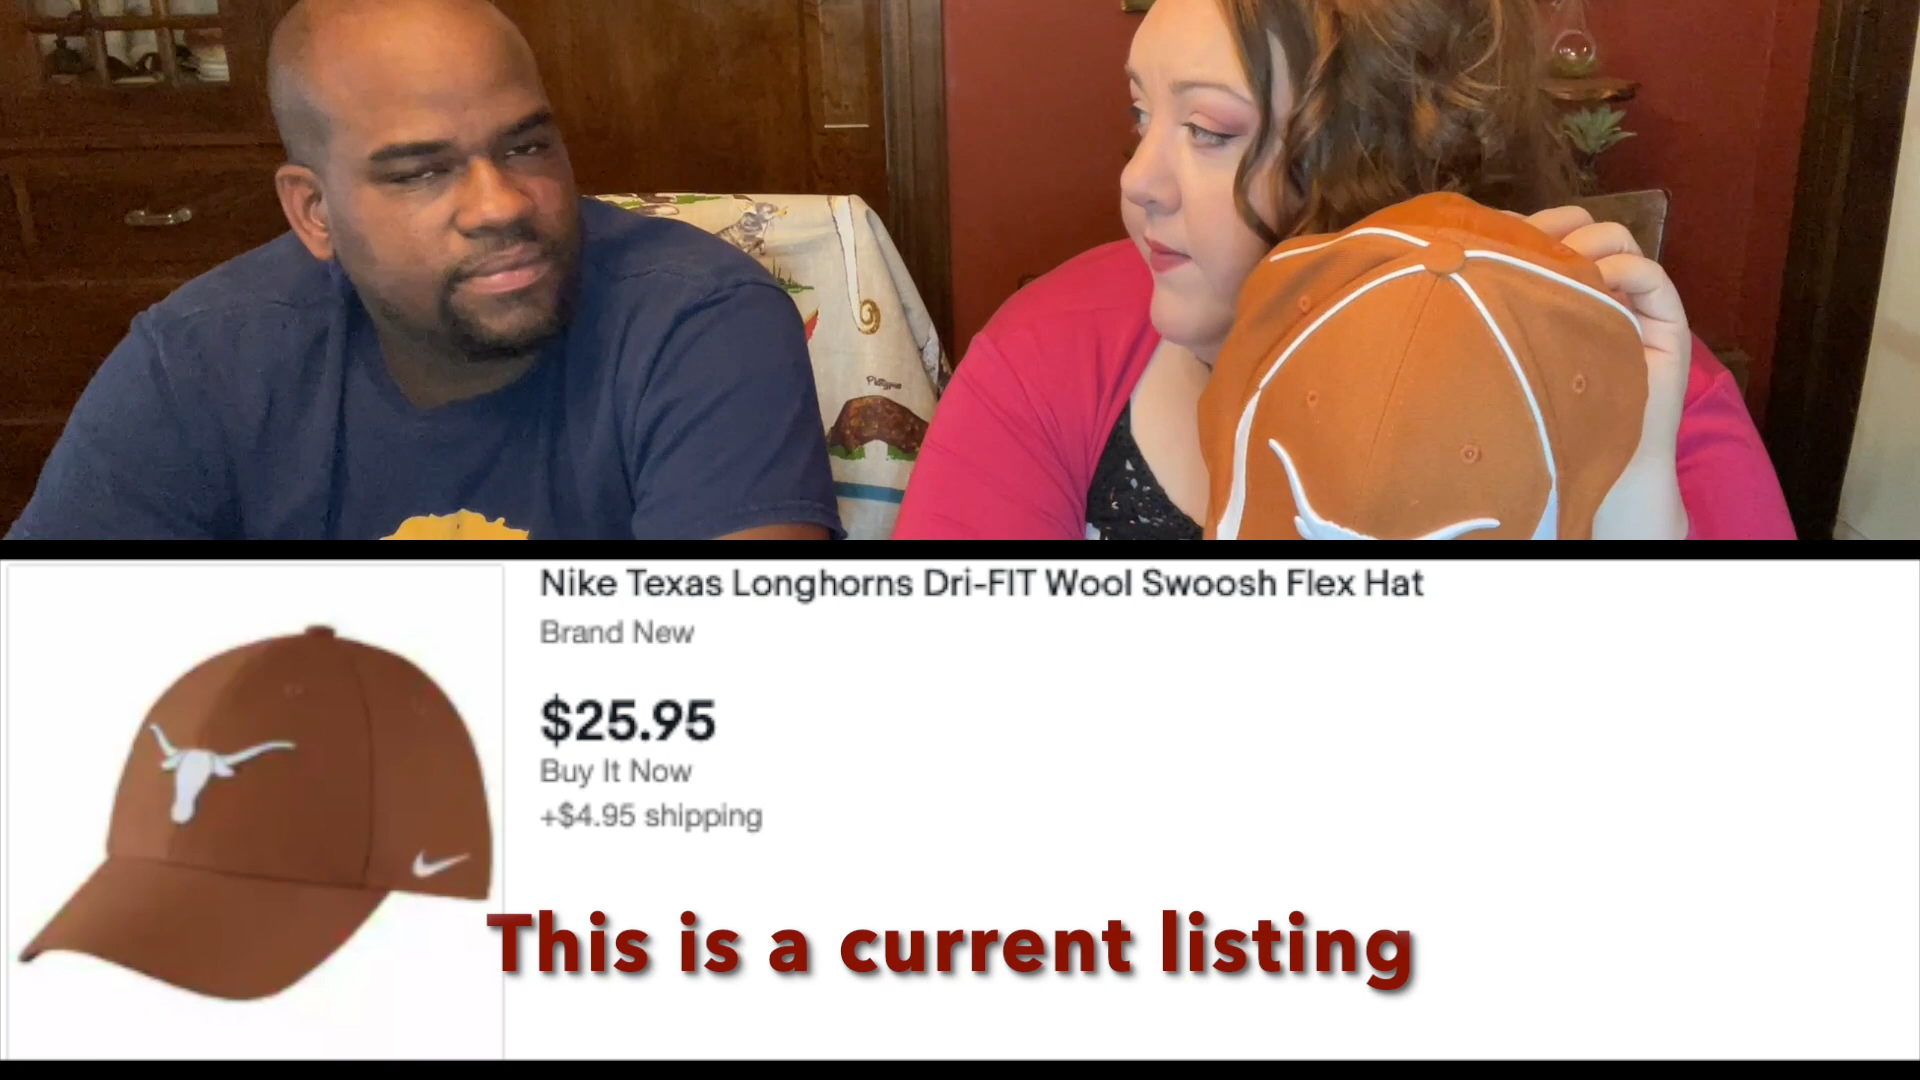 Platypus
Nike Texas Longhorns Dri-FIT Wool Swoosh Flex Hat
Brand New
$25.95
Buy It Now
+$4.95 shipping
This is a current listing